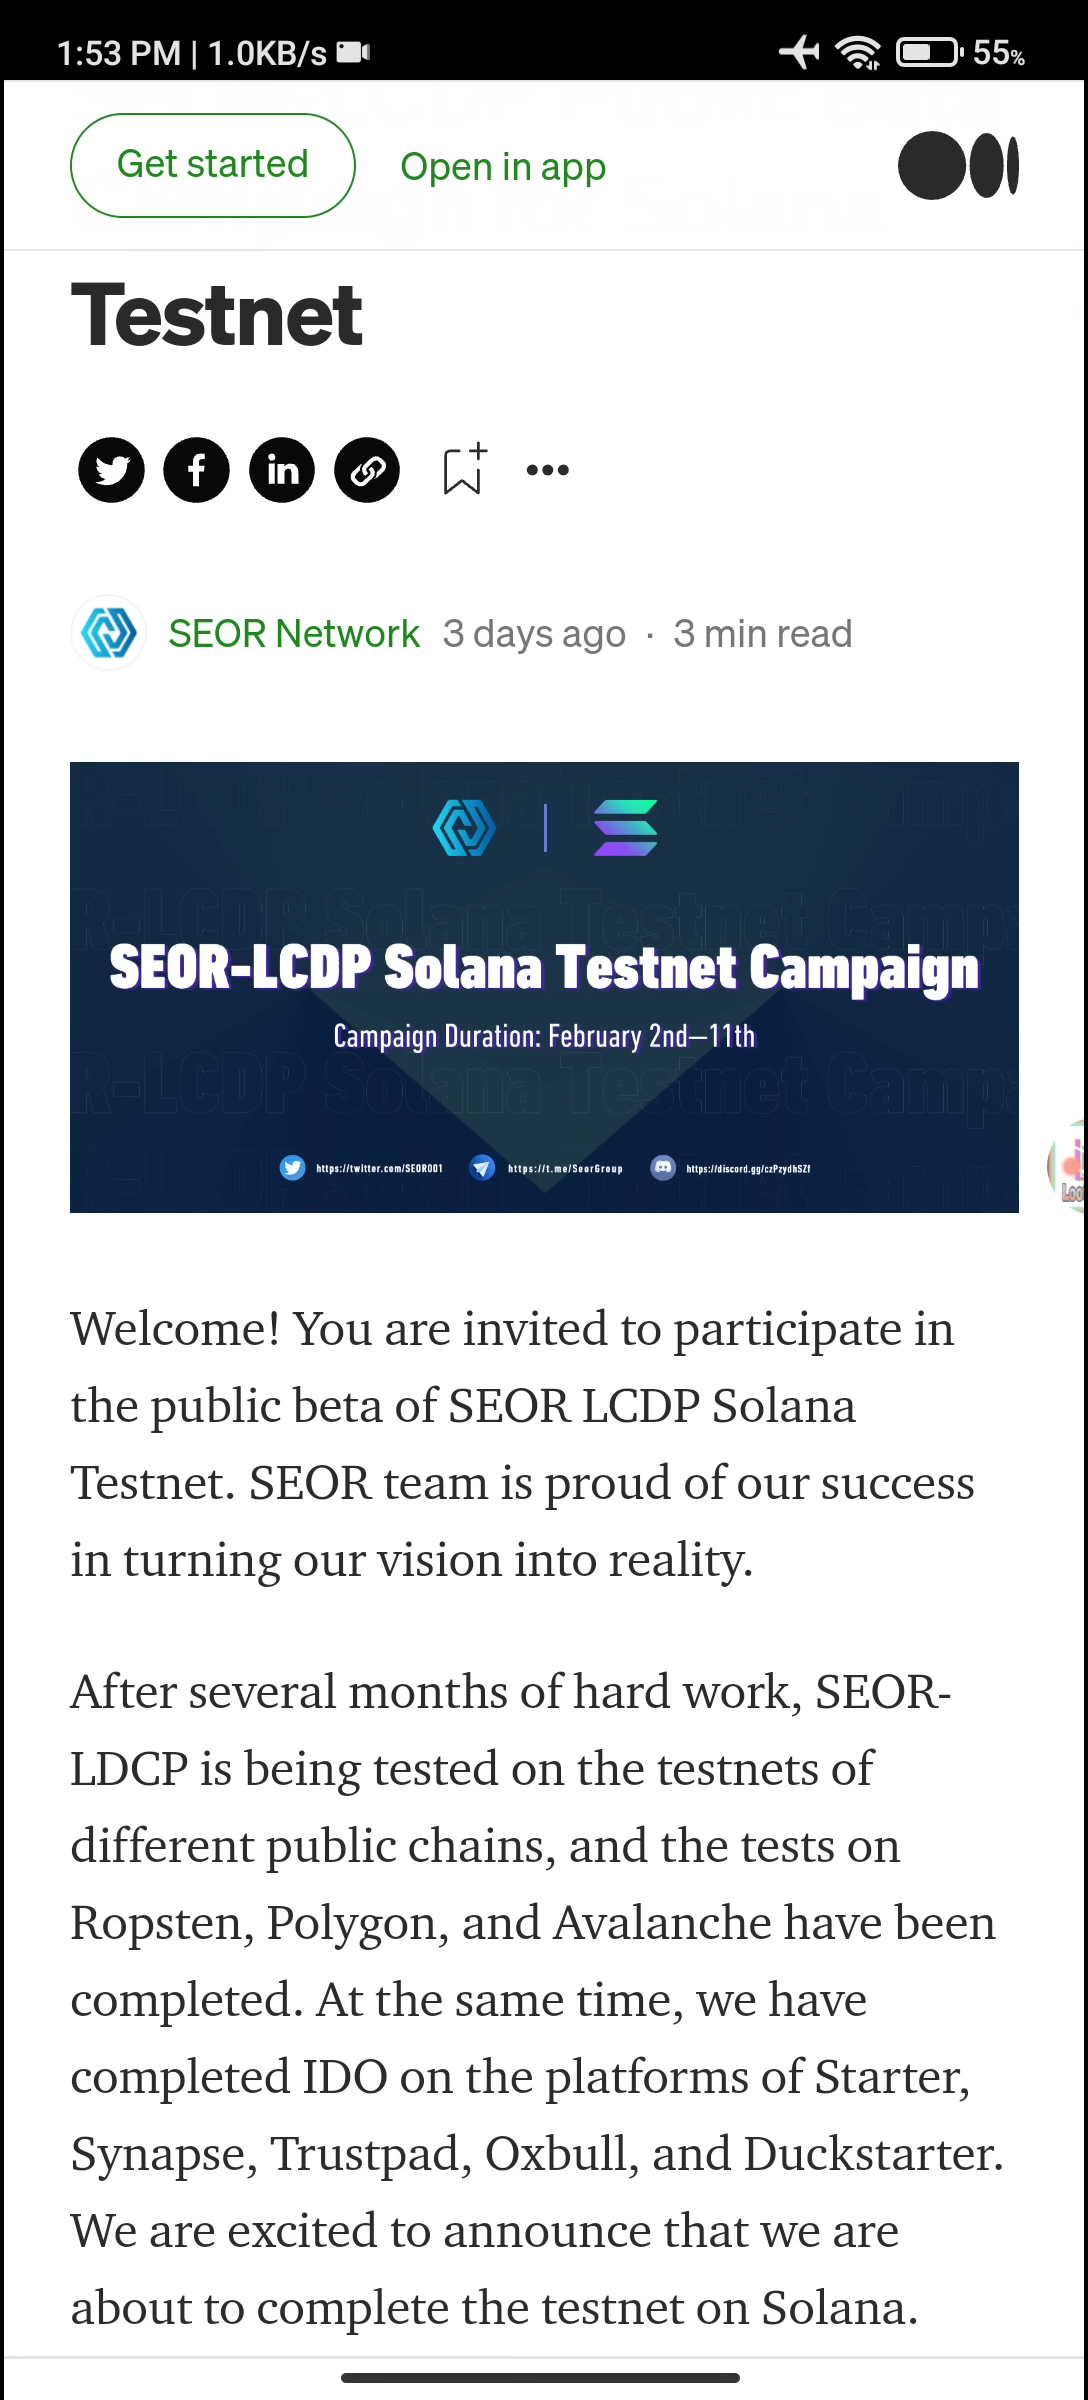 1:53 PM | 1.0KB/s 55%
Get started Open in app
Testnet
SEOR Network 3 days ago · 3 min read
SEOR-LCDP Solana Testnet Campaign
Campaign Duration: February 2nd—11th
https://twitter.com/SEOR001 https://t.me/SeorGroup https://discord.gg/czPzydhSZf
Welcome! You are invited to participate in
the public beta of SEOR LCDP Solana
Testnet. SEOR team is proud of our success
in turning our vision into reality.
After several months of hard work, SEOR-
LDCP is being tested on the testnets of
different public chains, and the tests on
Ropsten, Polygon, and Avalanche have been
completed. At the same time, we have
completed IDO on the platforms of Starter,
Synapse, Trustpad, Oxbull, and Duckstarter.
We are excited to announce that we are
about to complete the testnet on Solana.